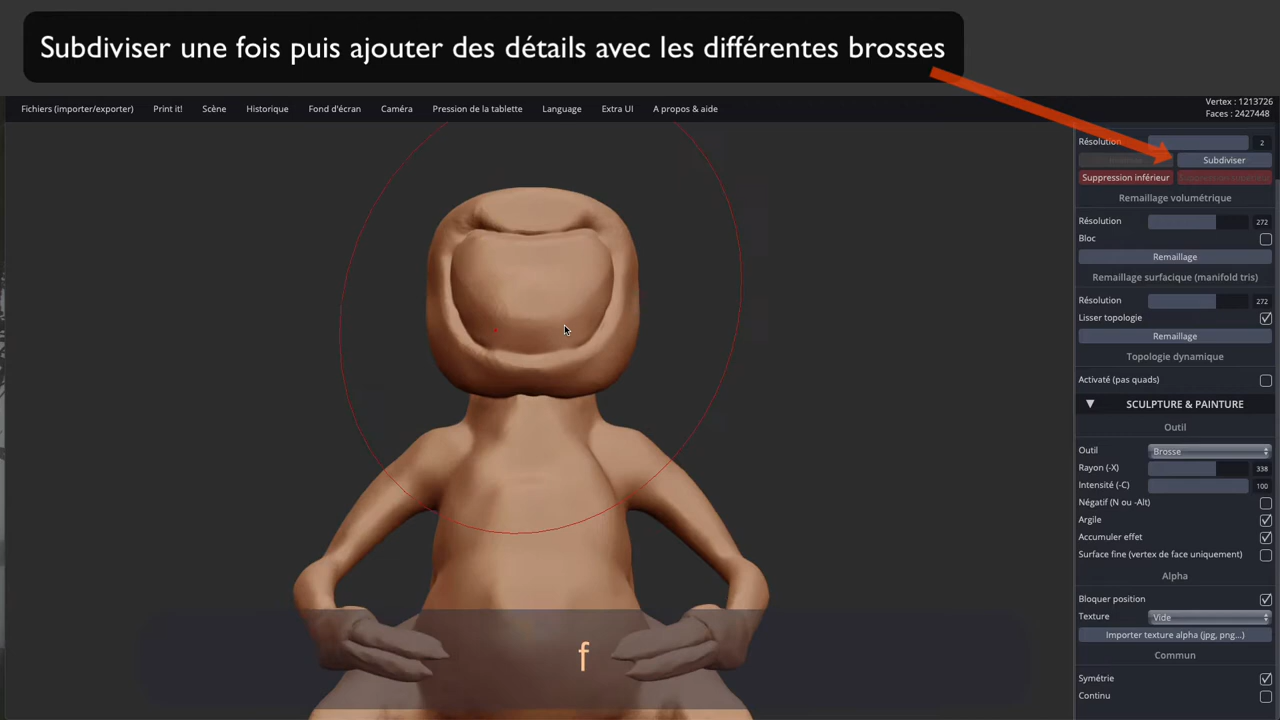 Subdiviser une fois puis ajouter des détails avec les différentes brosses
Fichiers (importer/exporter) Print it! Scène Historique Fond d'écran Caméra Pression de la tablette Language Extra UI A propos & aide
Vertex : 1213726
Faces : 2427448
Résolution 2
Subdiviser
Suppression inférieur
Remaillage volumétrique
Résolution 272
Bloc
Remaillage
Remaillage surfacique (manifold tris)
Résolution 272
Lisser topologie
Remaillage
Topologie dynamique
Activaté (pas quads)
SCULPTURE & PAINTURE
Outil
Outil Brosse
Rayon (-X) 338
Intensité (-C) 100
Négatif (N ou -Alt)
Argile
Accumuler effet
Surface fine (vertex de face uniquement)
Alpha
Bloquer position
Texture Vide
Importer texture alpha (jpg, png...)
Commun
Symétrie
Continu
f